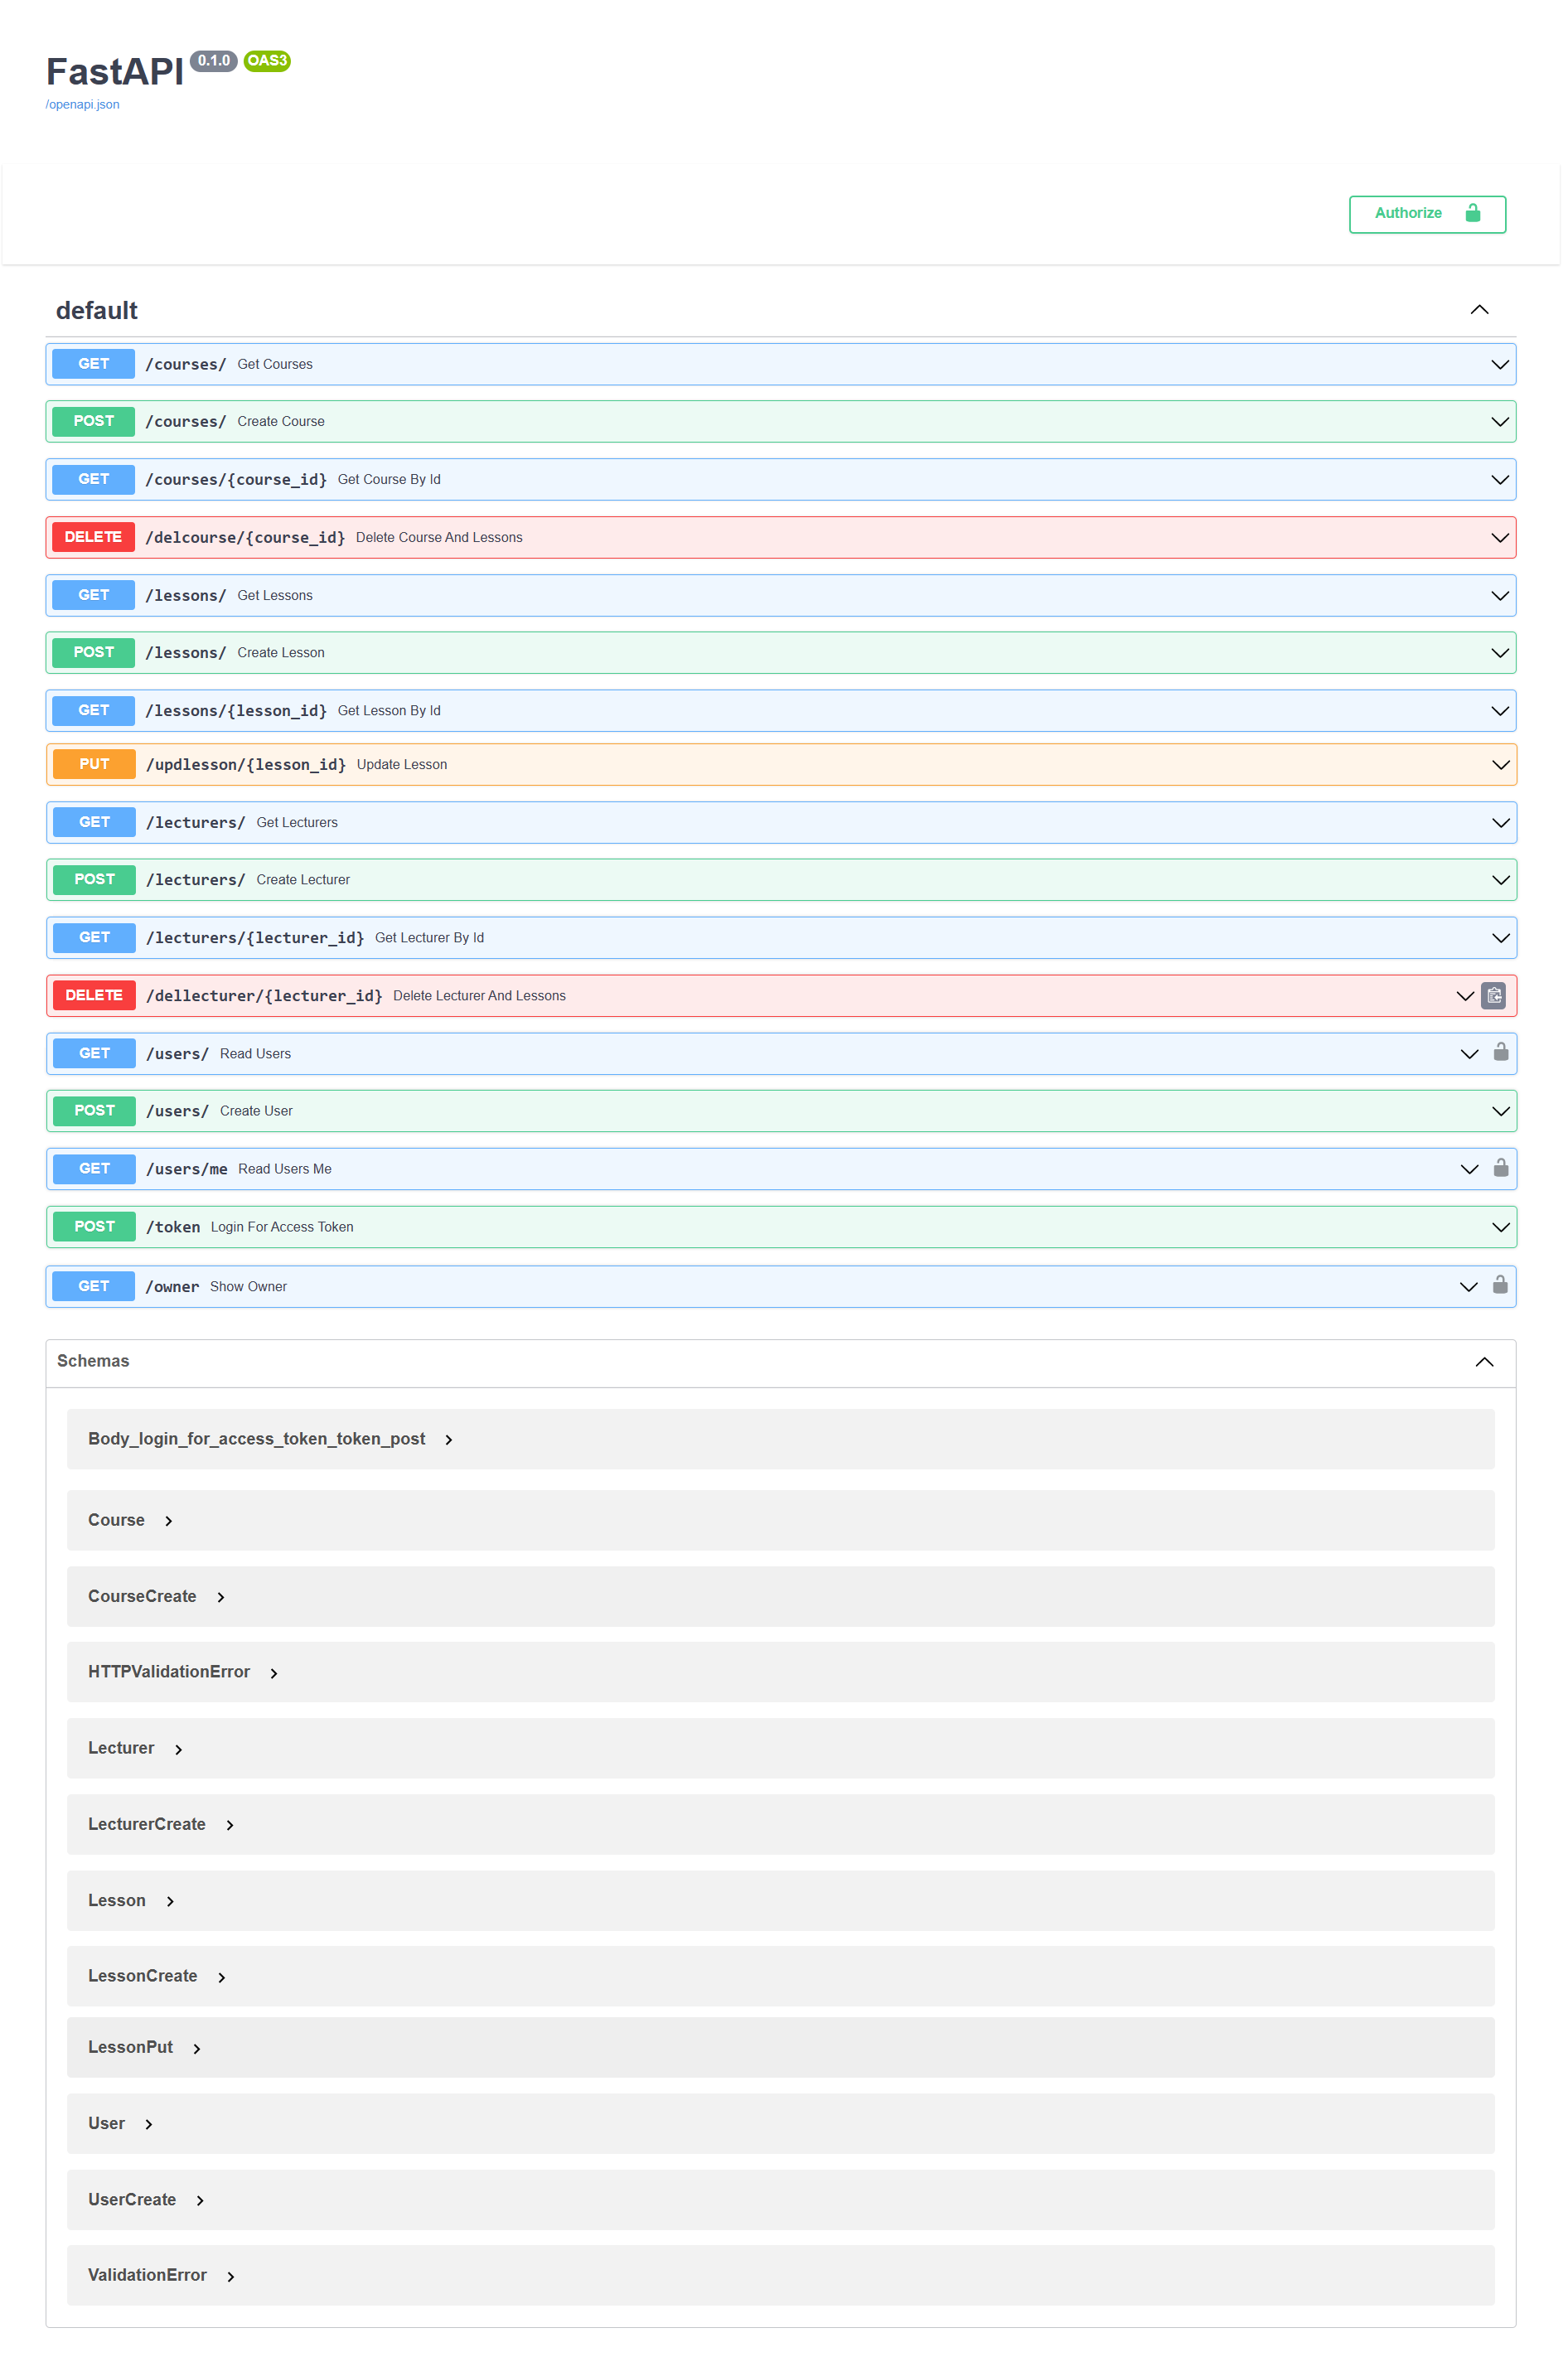 FastAPI 0.1.0 OAS3
/openapi.json
Authorize
default
GET /courses/ Get Courses
POST /courses/ Create Course
GET /courses/{course_id} Get Course By Id
DELETE /delcourse/{course_id} Delete Course And Lessons
GET /lessons/ Get Lessons
POST /lessons/ Create Lesson
GET /lessons/{lesson_id} Get Lesson By Id
PUT /updlesson/{lesson_id} Update Lesson
GET /lecturers/ Get Lecturers
POST /lecturers/ Create Lecturer
GET /lecturers/{lecturer_id} Get Lecturer By Id
DELETE /dellecturer/{lecturer_id} Delete Lecturer And Lessons
GET /users/ Read Users
POST /users/ Create User
GET /users/me Read Users Me
POST /token Login For Access Token
GET /owner Show Owner
Schemas
Body_login_for_access_token_token_post
Course
CourseCreate
HTTPValidationError
Lecturer
LecturerCreate
Lesson
LessonCreate
LessonPut
User
UserCreate
ValidationError